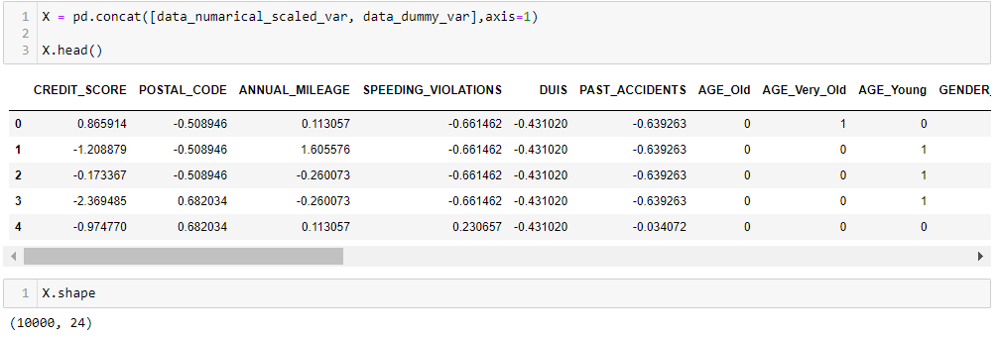 1 X = pd.concat([data_numarical_scaled_var, data_dummy_var],axis=1)
2
3 X.head()
CREDIT_SCORE POSTAL_CODE ANNUAL_MILEAGE SPEEDING_VIOLATIONS DUIS PAST_ACCIDENTS AGE_Old AGE_Very_Old AGE_Young GENDER_
0 0.865914 -0.508946 0.113057 -0.661462 -0.431020 -0.639263 0 1 0
1 -1.208879 -0.508946 1.605576 -0.661462 -0.431020 -0.639263 0 0 1
2 -0.173367 -0.508946 -0.260073 -0.661462 -0.431020 -0.639263 0 0 1
3 -2.369485 0.682034 -0.260073 -0.661462 -0.431020 -0.639263 0 0 1
4 -0.974770 0.682034 0.113057 0.230657 -0.431020 -0.034072 0 0 0
1 X.shape
(10000, 24)